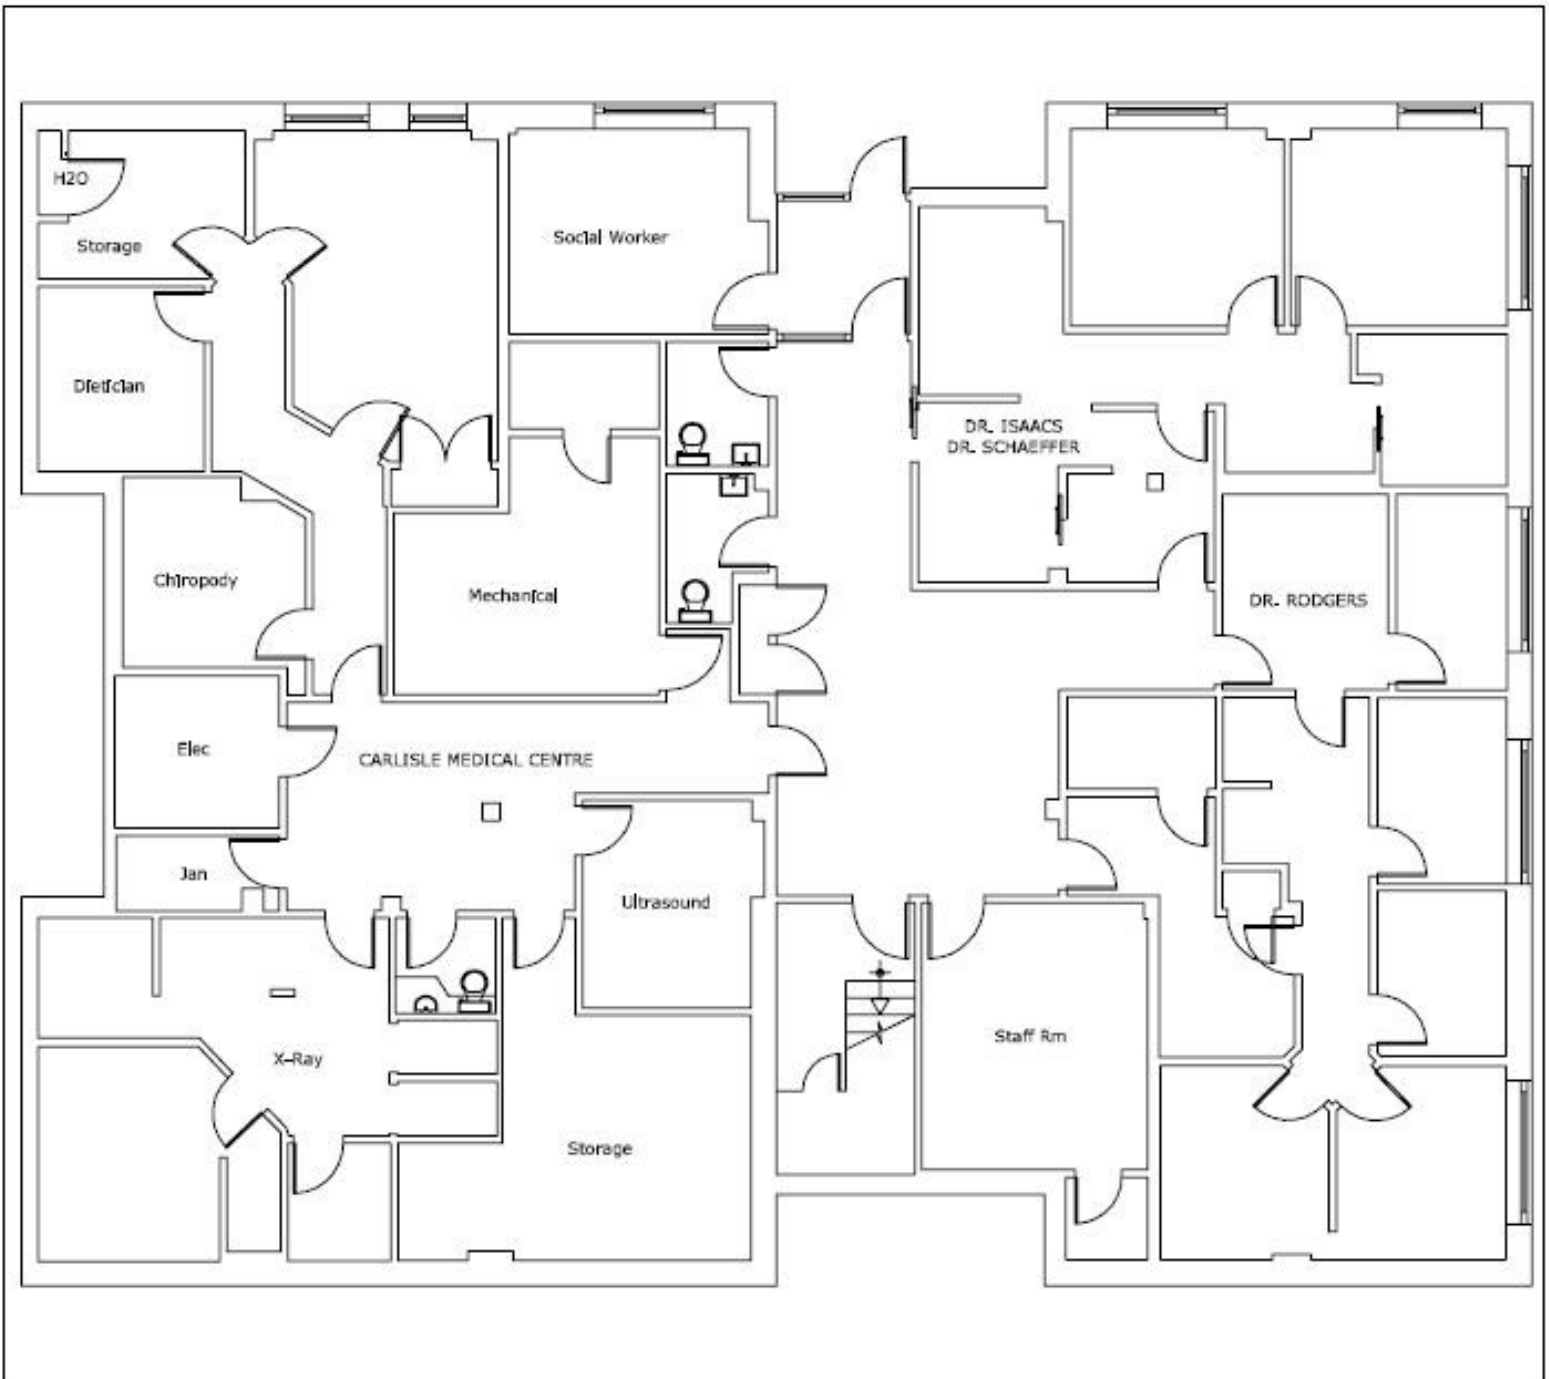 H2O
Storage
Social Worker
Dietician
DR. ISAACS
DR. SCHAEFFER
Chiropody
Mechanical
DR. RODGERS
Elec
CARLISLE MEDICAL CENTRE
Jan
Ultrasound
X-Ray
Staff Rm
Storage